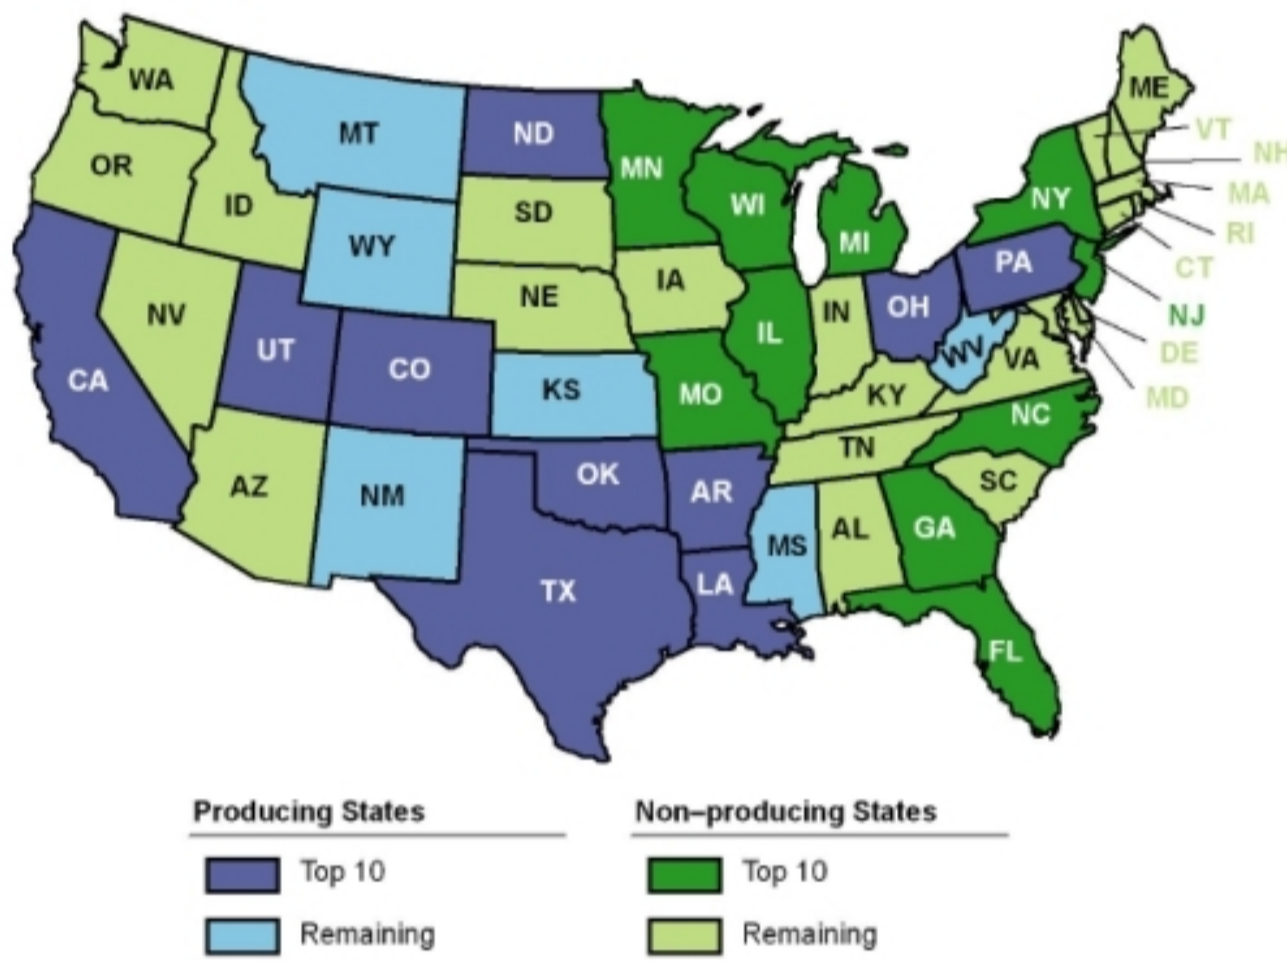 WA
ME
MT
ND
VT
OR
MN
NH
ID
SD
WI
NY
MA
WY
MI
RI
PA
CT
IA
NE
NV
IN
OH
NJ
UT
IL
WV
VA
DE
CO
CA
KS
MO
KY
MD
NC
TN
AZ
NM
OK
AR
SC
MS
AL
GA
TX
LA
FL
Producing States
Non–producing States
Top 10
Top 10
Remaining
Remaining